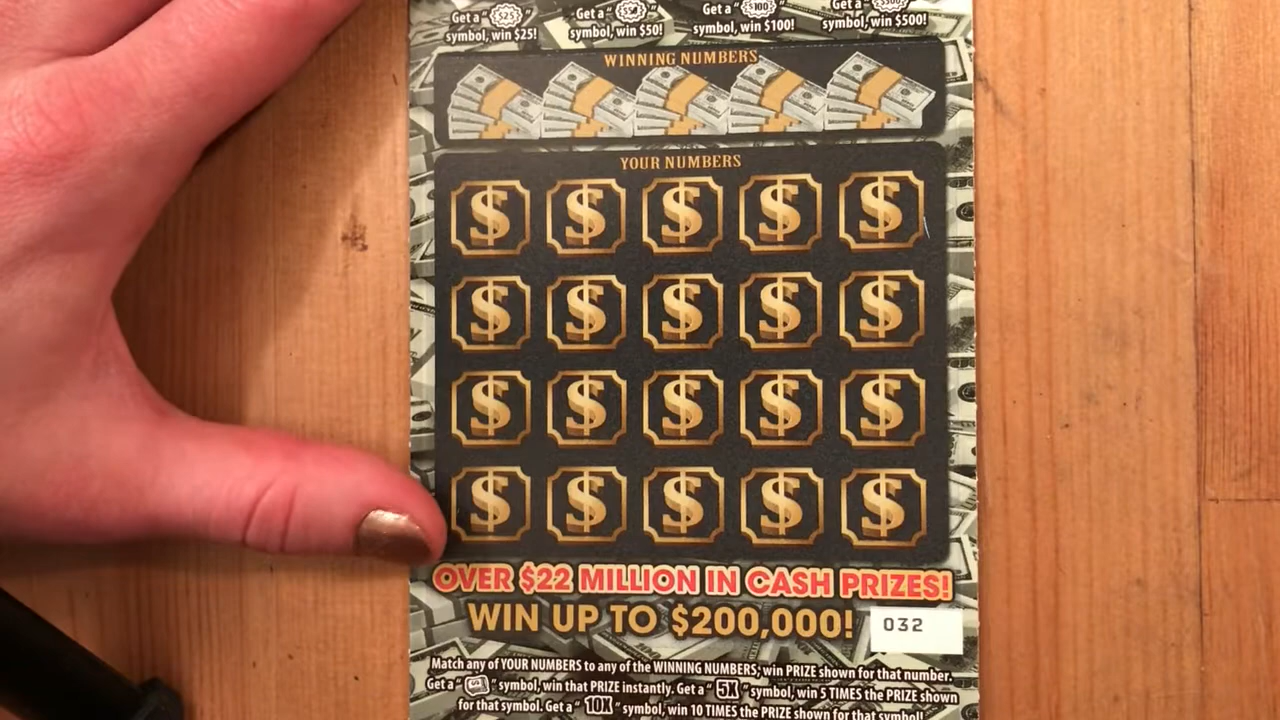 Get a " $25 " symbol, win $25!
Get a " $50 " symbol, win $50!
Get a " $100 " symbol, win $100!
Get a " $500 " symbol, win $500!
WINNING NUMBERS
YOUR NUMBERS
$ $ $ $ $
$ $ $ $ $
$ $ $ $ $
$ $ $ $ $
OVER $22 MILLION IN CASH PRIZES!
WIN UP TO $200,000!
032
Match any of YOUR NUMBERS to any of the WINNING NUMBERS, win PRIZE shown for that number.
Get a " " symbol, win that PRIZE instantly. Get a " 5X " symbol, win 5 TIMES the PRIZE shown
for that symbol. Get a " 10X " symbol, win 10 TIMES the PRIZE shown for that symbol!